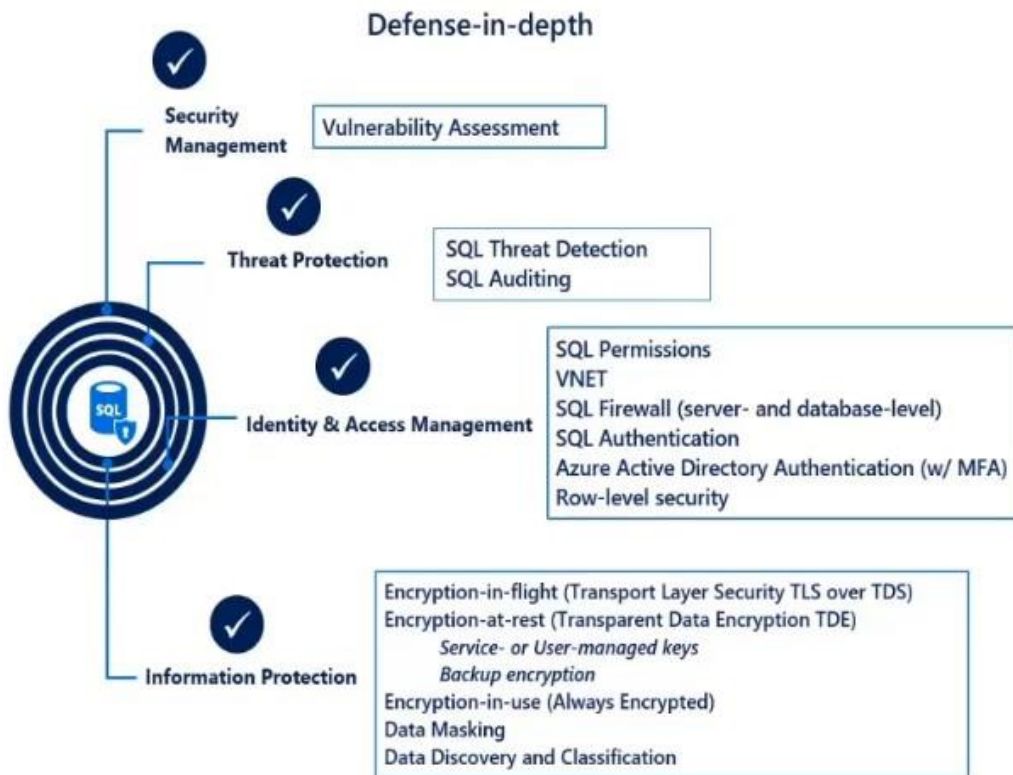 Defense-in-depth
Security
Management
Vulnerability Assessment
Threat Protection
SQL Threat Detection
SQL Auditing
SQL
Identity & Access Management
SQL Permissions
VNET
SQL Firewall (server- and database-level)
SQL Authentication
Azure Active Directory Authentication (w/ MFA)
Row-level security
Information Protection
Encryption-in-flight (Transport Layer Security TLS over TDS)
Encryption-at-rest (Transparent Data Encryption TDE)
Service- or User-managed keys
Backup encryption
Encryption-in-use (Always Encrypted)
Data Masking
Data Discovery and Classification